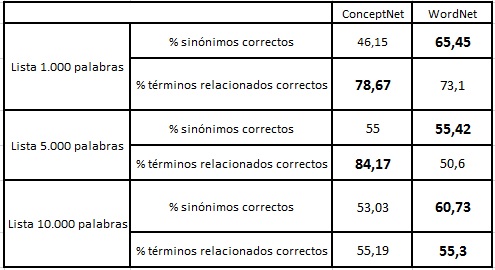 ConceptNet WordNet
Lista 1.000 palabras
% sinónimos correctos 46,15 65,45
% términos relacionados correctos 78,67 73,1
Lista 5.000 palabras
% sinónimos correctos 55 55,42
% términos relacionados correctos 84,17 50,6
Lista 10.000 palabras
% sinónimos correctos 53,03 60,73
% términos relacionados correctos 55,19 55,3